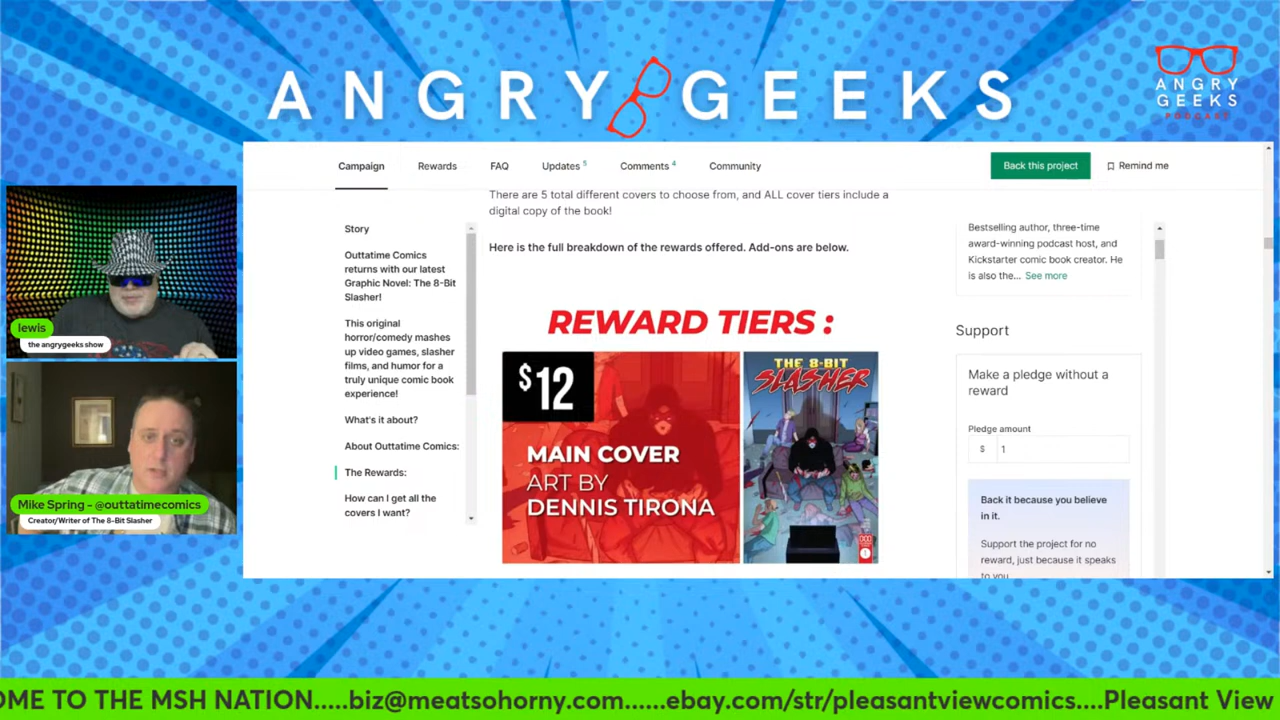 ANGRY GEEKS
ANGRY
GEEKS
PODCAST
Campaign
Rewards
FAQ
Updates 5
Comments 4
Community
Back this project
Remind me
There are 5 total different covers to choose from, and ALL cover tiers include a
digital copy of the book!
Here is the full breakdown of the rewards offered. Add-ons are below.
Story
Outtatime Comics
returns with our latest
Graphic Novel: The 8-Bit
Slasher!
This original
horror/comedy mashes
up video games, slasher
films, and humor for a
truly unique comic book
experience!
What's it about?
About Outtatime Comics:
The Rewards:
How can I get all the
covers I want?
REWARD TIERS :
$12
MAIN COVER
ART BY
DENNIS TIRONA
THE 8-BIT
SLASHER
Bestselling author, three-time
award-winning podcast host, and
Kickstarter comic book creator. He
is also the... See more
Support
Make a pledge without a
reward
Pledge amount
$ 1
Back it because you believe
in it.
Support the project for no
reward, just because it speaks
to you.
lewis
the angrygeeks show
Mike Spring - @outtatimecomics
Creator/Writer of The 8-Bit Slasher
OME TO THE MSH NATION.....biz@meatsohorny.com......ebay.com/str/pleasantviewcomics....Pleasant View